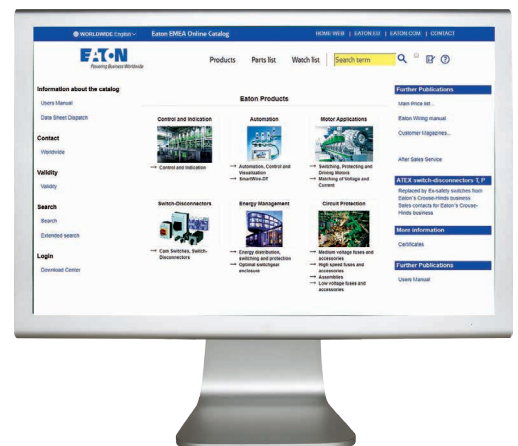 WORLDWIDE English
Eaton EMEA Online Catalog
HOME/WEB | EATON EU | EATON.COM | CONTACT
EATON
Powering Business Worldwide
Products Parts list Watch list
Search term
Information about the catalog
Users Manual
Data Sheet Dispatch
Contact
Worldwide
Validity
Validity
Search
Search
Extended search
Login
Download Center
Eaton Products
Control and Indication
→ Control and Indication
Automation
→ Automation, Control and
Visualization
→ SmartWire-DT
Motor Applications
→ Switching, Protecting and
Driving Motors
→ Matching of Voltage and
Current
Switch-Disconnectors
→ Cam Switches, Switch-
Disconnectors
Energy Management
→ Energy distribution,
switching and protection
→ Optimal switchgear
enclosure
Circuit Protection
→ Medium voltage fuses and
accessories
→ High speed fuses and
accessories
→ Assemblies
→ Low voltage fuses and
accessories
Further Publications
Main Price list...
Eaton Wiring manual
Customer Magazines...
After Sales Service
ATEX switch-disconnectors T, P
Replaced by Ex-safety switches from
Eaton's Crouse-Hinds business
Sales contacts for Eaton's Crouse-
Hinds business
More information
Certificates
Further Publications
Users Manual